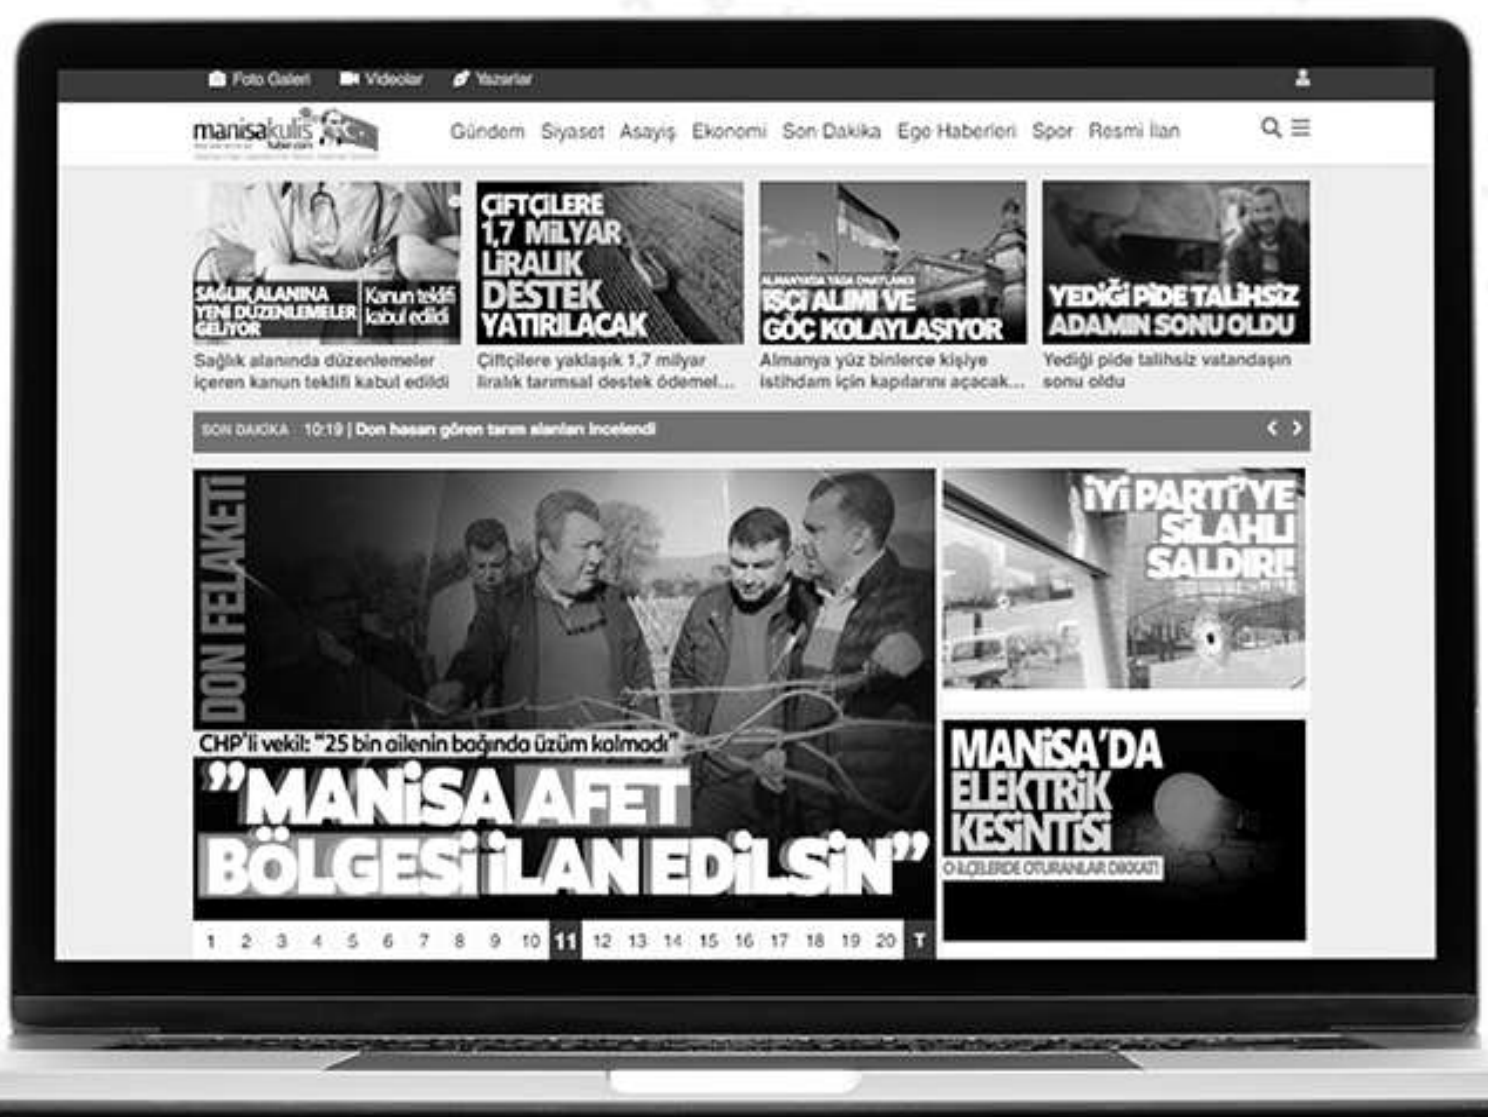 Foto Galeri Videolar Yazarlar
manisakulis
haber.com
Gündem Siyaset Asayiş Ekonomi Son Dakika Ege Haberleri Spor Resmi İlan
SAĞLIK ALANINA
YENİ DÜZENLEMELER
GELİYOR
Kanun teklifi
kabul edildi
Sağlık alanında düzenlemeler
içeren kanun teklifi kabul edildi
ÇİFTÇİLERE
1,7 MİLYAR
LİRALIK
DESTEK
YATIRILACAK
Çiftçilere yaklaşık 1,7 milyar
liralık tarımsal destek ödemel...
ALMANYA'DA YASA ONAYLANDI
İŞÇİ ALIMI VE
GÖÇ KOLAYLAŞIYOR
Almanya yüz binlerce kişiye
istihdam için kapılarını açacak...
YEDİĞİ PİDE TALİHSİZ
ADAMIN SONU OLDU
Yediği pide talihsiz vatandaşın
sonu oldu
SON DAKİKA 10:19 | Don hasarı gören tarım alanları incelendi
DON FELAKETİ
CHP'li vekil: "25 bin ailenin bağında üzüm kalmadı"
"MANİSA AFET
BÖLGESİ İLAN EDİLSİN"
1 2 3 4 5 6 7 8 9 10 11 12 13 14 15 16 17 18 19 20 T
İYİ PARTİ'YE
SİLAHLI
SALDIRI!
MANİSA'DA
ELEKTRİK
KESİNTİSİ
O İLÇELERDE OTURANLAR DİKKAT!